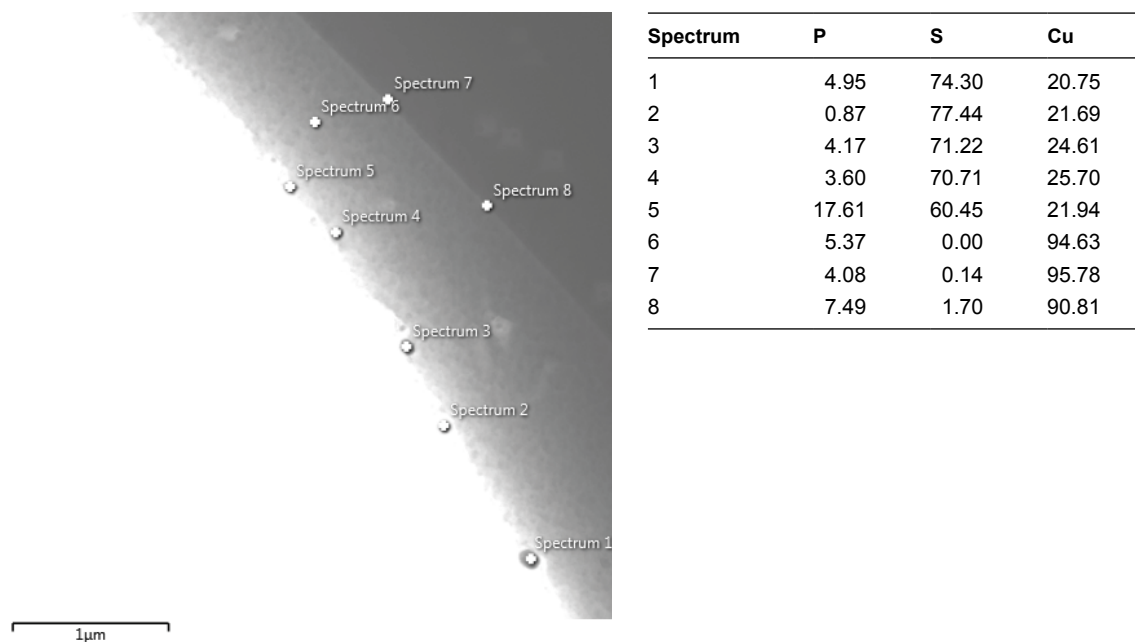 Spectrum 7
Spectrum 6
Spectrum 5
Spectrum 8
Spectrum 4
Spectrum 3
Spectrum 2
Spectrum 1
1µm
Spectrum P S Cu
1 4.95 74.30 20.75
2 0.87 77.44 21.69
3 4.17 71.22 24.61
4 3.60 70.71 25.70
5 17.61 60.45 21.94
6 5.37 0.00 94.63
7 4.08 0.14 95.78
8 7.49 1.70 90.81